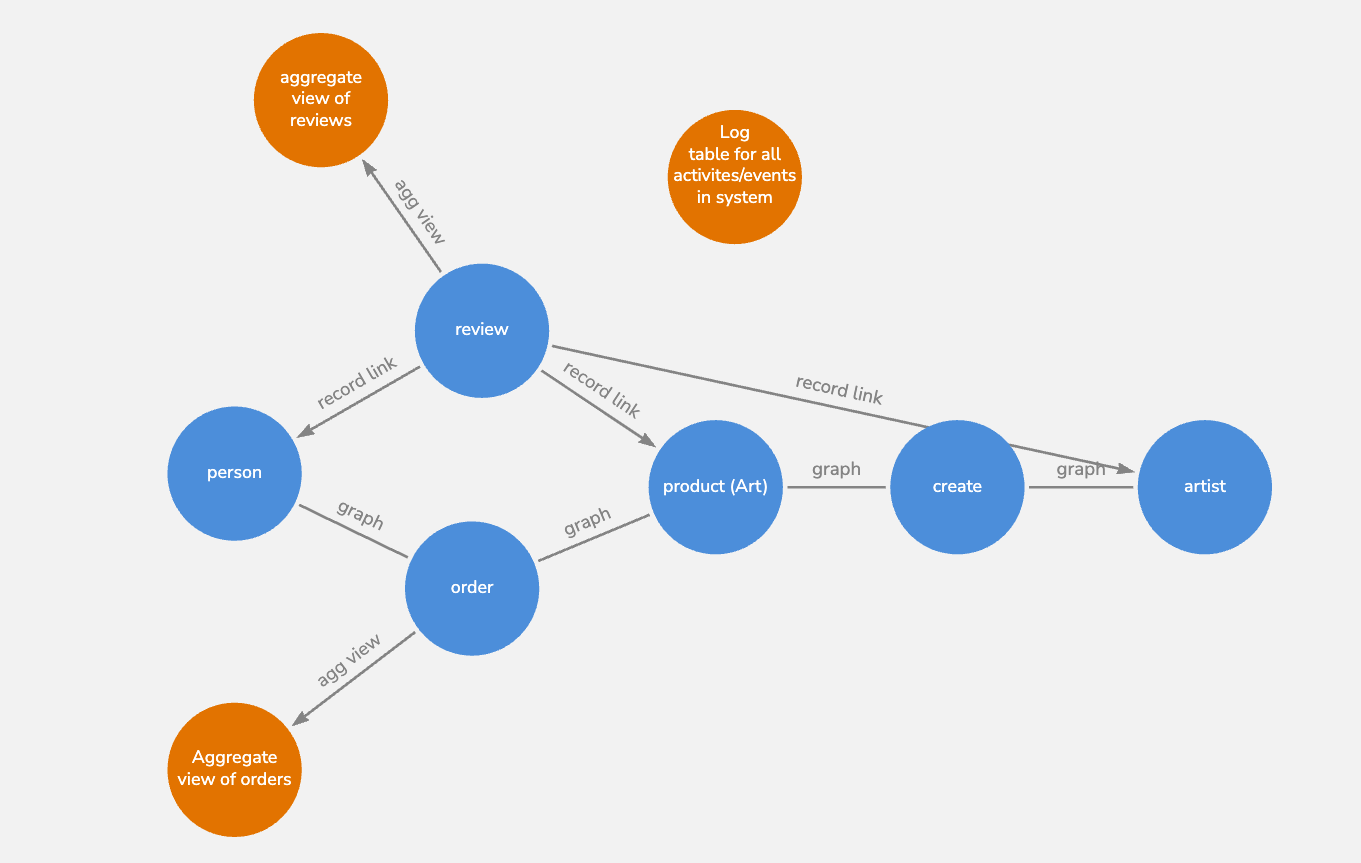 aggregate
view of
reviews
Log
table for all
activites/events
in system
agg view
review
record link
record link
record link
person
product (Art)
graph
create
graph
artist
graph
graph
order
agg view
Aggregate
view of orders